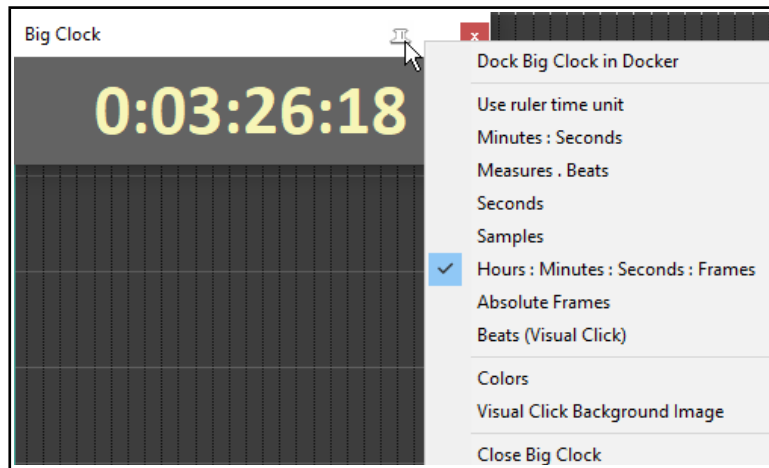 Big Clock
x
0:03:26:18
Dock Big Clock in Docker
Use ruler time unit
Minutes : Seconds
Measures . Beats
Seconds
Samples
Hours : Minutes : Seconds : Frames
Absolute Frames
Beats (Visual Click)
Colors
Visual Click Background Image
Close Big Clock